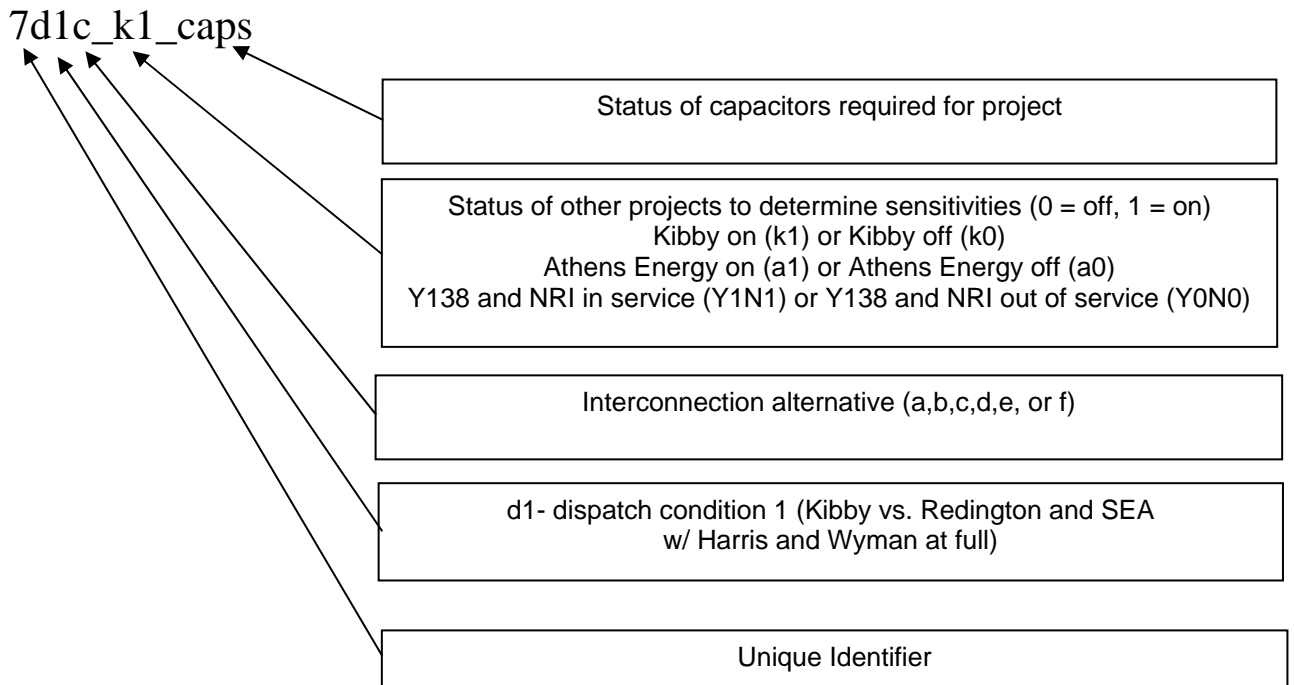 7d1c_k1_caps
Status of capacitors required for project
Status of other projects to determine sensitivities (0 = off, 1 = on)
Kibby on (k1) or Kibby off (k0)
Athens Energy on (a1) or Athens Energy off (a0)
Y138 and NRI in service (Y1N1) or Y138 and NRI out of service (Y0N0)
Interconnection alternative (a,b,c,d,e, or f)
d1- dispatch condition 1 (Kibby vs. Redington and SEA
w/ Harris and Wyman at full)
Unique Identifier